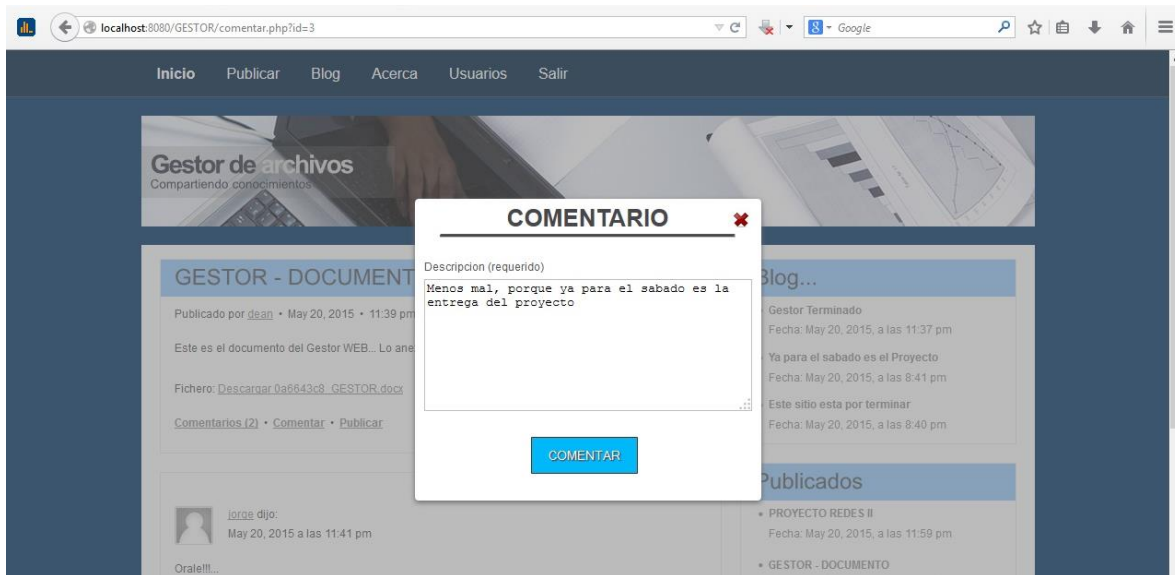 localhost:8080/GESTOR/comentar.php?id=3
Google
Inicio Publicar Blog Acerca Usuarios Salir
Gestor de archivos
Compartiendo conocimientos
COMENTARIO
Descripcion (requerido)
Menos mal, porque ya para el sabado es la
entrega del proyecto
COMENTAR
GESTOR - DOCUMENT
Publicado por dean • May 20, 2015 • 11:39 pm
Este es el documento del Gestor WEB... Lo ane
Fichero: Descargar 0a6643c8_GESTOR.docx
Comentarios (2) • Comentar • Publicar
jorge dijo:
May 20, 2015 a las 11:41 pm
Orale!!!...
Blog...
Gestor Terminado
Fecha: May 20, 2015, a las 11:37 pm
Ya para el sabado es el Proyecto
Fecha: May 20, 2015, a las 8:41 pm
Este sitio esta por terminar
Fecha: May 20, 2015, a las 8:40 pm
Publicados
• PROYECTO REDES II
Fecha: May 20, 2015, a las 11:59 pm
• GESTOR - DOCUMENTO